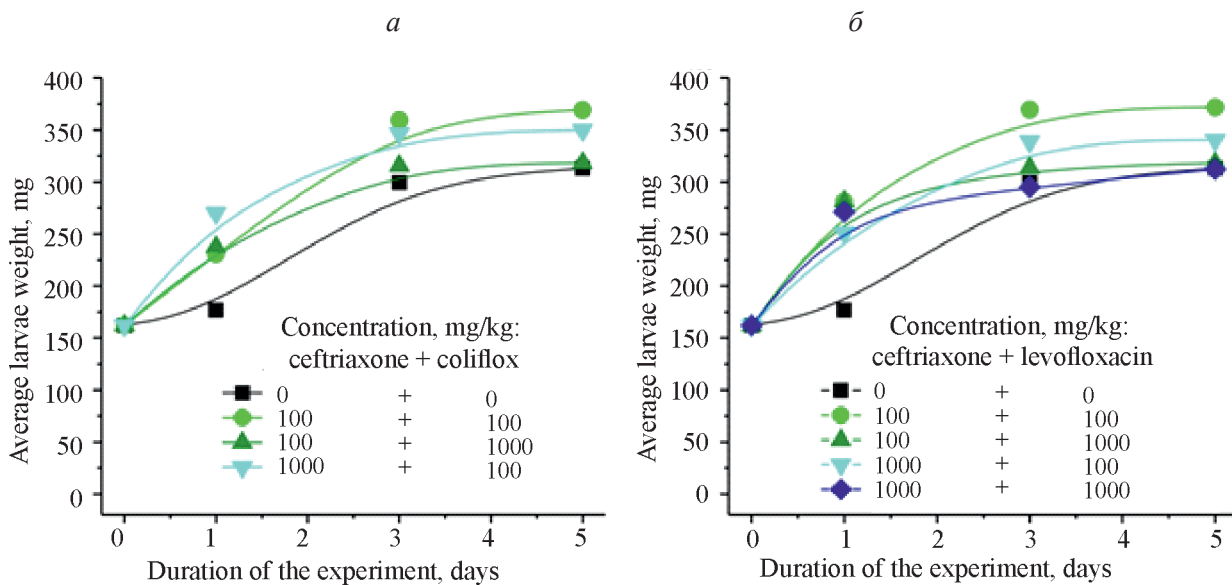 а
400
350
300
250
200
150
100
50
0
Average larvae weight, mg
Concentration, mg/kg:
ceftriaxone + coliflox
0 + 0
100 + 100
100 + 1000
1000 + 100
0 1 2 3 4 5
Duration of the experiment, days
б
400
350
300
250
200
150
100
50
0
Average larvae weight, mg
Concentration, mg/kg:
ceftriaxone + levofloxacin
0 + 0
100 + 100
100 + 1000
1000 + 100
1000 + 1000
0 1 2 3 4 5
Duration of the experiment, days